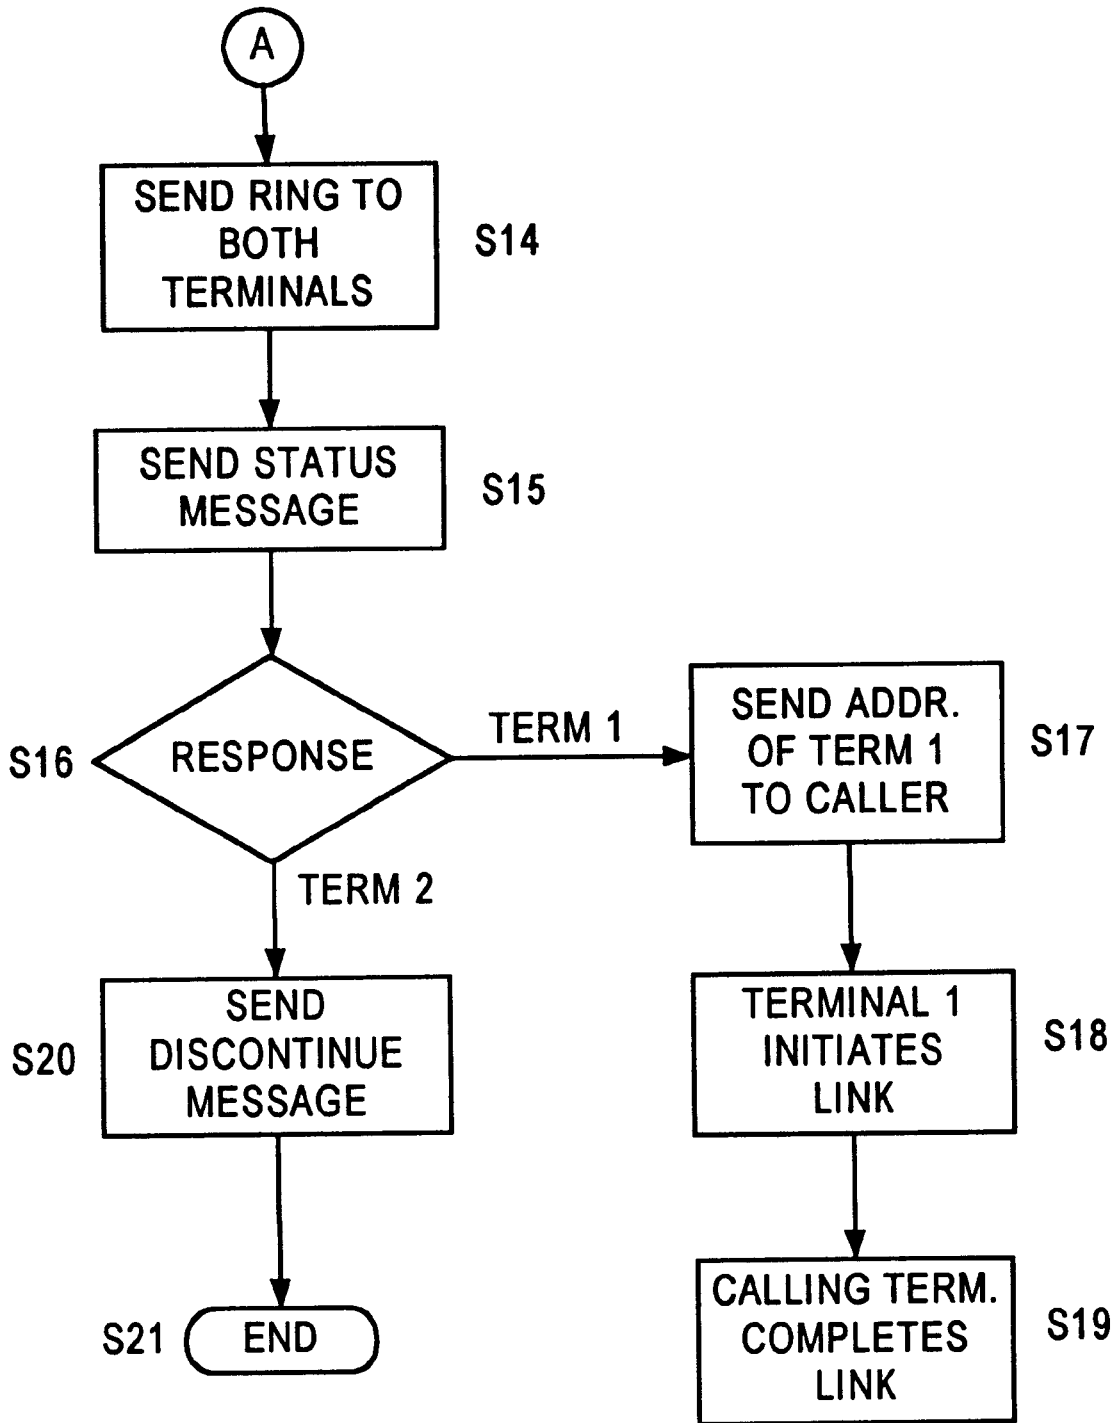 A
SEND RING TO
BOTH
TERMINALS
S14
SEND STATUS
MESSAGE
S15
S16
RESPONSE
TERM 1
SEND ADDR.
OF TERM 1
TO CALLER
S17
TERM 2
TERMINAL 1
INITIATES
LINK
S18
S20
SEND
DISCONTINUE
MESSAGE
CALLING TERM.
COMPLETES
LINK
S19
S21
END